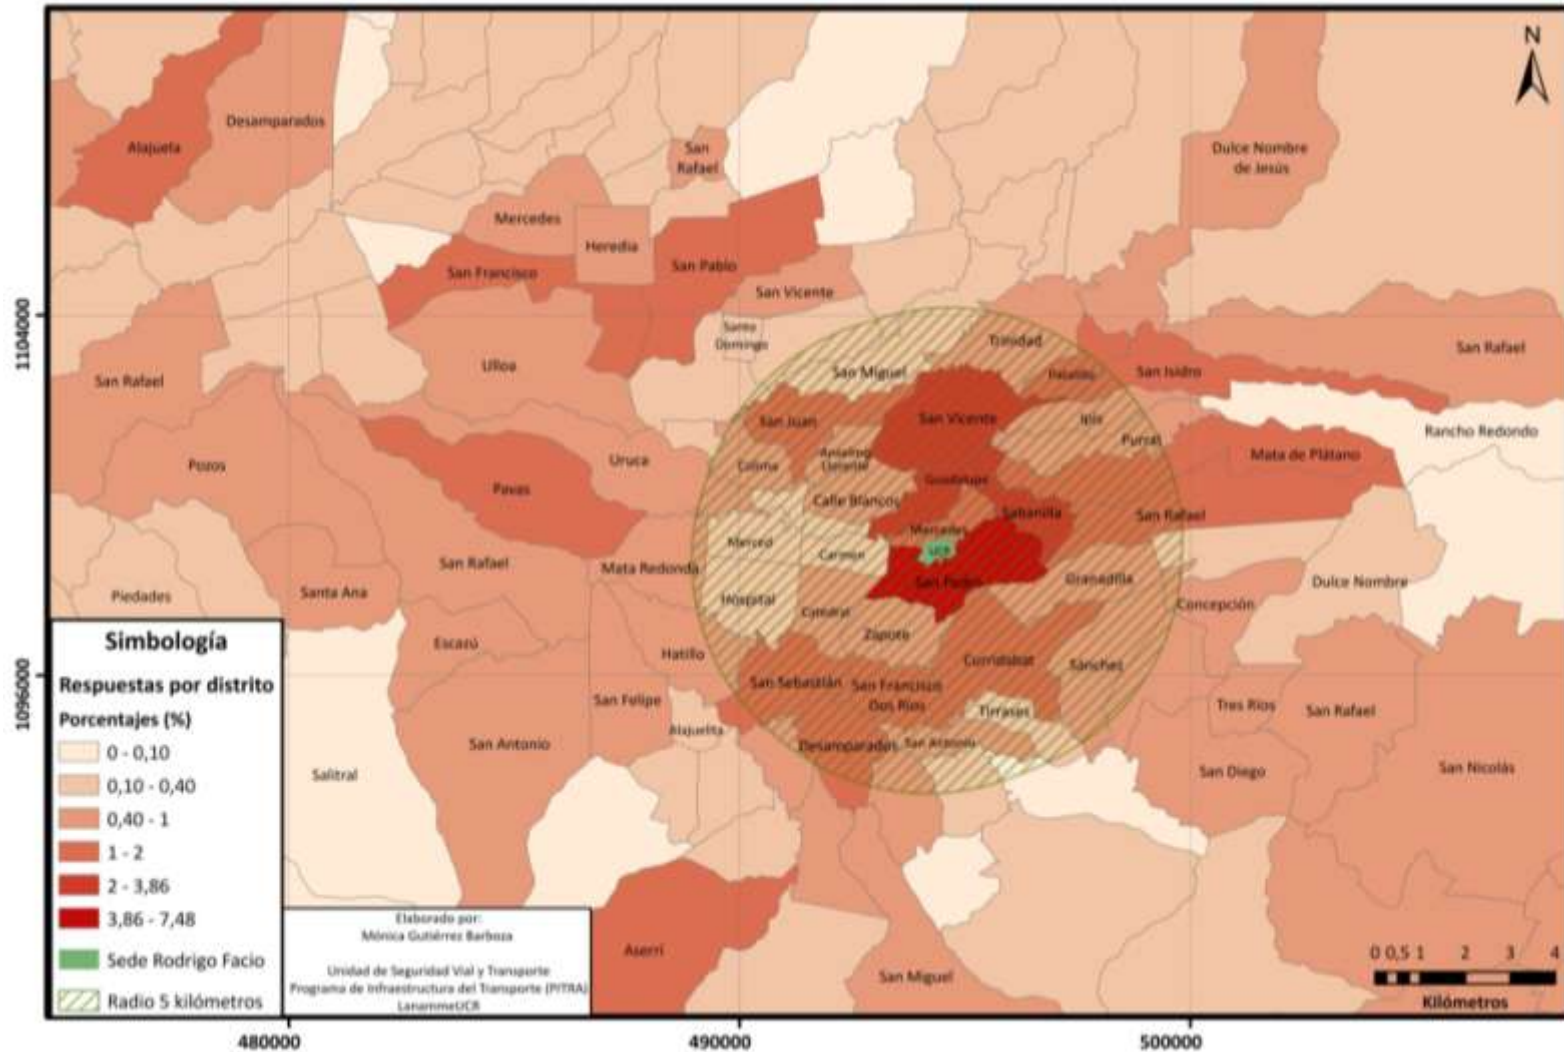 N
Desamparados
Alajuela
San
Rafael
Dulce Nombre
de Jesús
Mercedes
Heredia
San Pablo
San Francisco
San Vicente
1104000
Santo
Domingo
Trinidad
San Rafael
Ulloa
San Miguel
San Isidro
San Rafael
San Juan
San Vicente
Ipís
Rancho Redondo
Purral
Pozos
Uruca
Colima
Anselmo
Llorente
Mata de Plátano
Pavas
Guadalupe
Calle Blancos
Sabanilla
San Rafael
Mercedes
Merced
Carmen
UCR
San Rafael
Mata Redonda
San Pedro
Granadilla
Dulce Nombre
Piedades
Santa Ana
Hospital
Catedral
Concepción
Zapote
Escazú
Hatillo
Curridabat
Sánchez
1096000
San Sebastián
San Francisco
Dos Ríos
San Felipe
Tirrases
Tres Ríos
San Rafael
Alajuelita
San Antonio
Desamparados
San Antonio
Salitral
San Diego
San Nicolás
Aserrí
San Miguel
Simbología
Respuestas por distrito
Porcentajes (%)
0 - 0,10
0,10 - 0,40
0,40 - 1
1 - 2
2 - 3,86
3,86 - 7,48
Sede Rodrigo Facio
Radio 5 kilómetros
Elaborado por:
Mónica Gutiérrez Barboza
Unidad de Seguridad Vial y Transporte
Programa de Infraestructura del Transporte (PITRA)
LanammeUCR
0 0,5 1 2 3 4
Kilómetros
480000
490000
500000